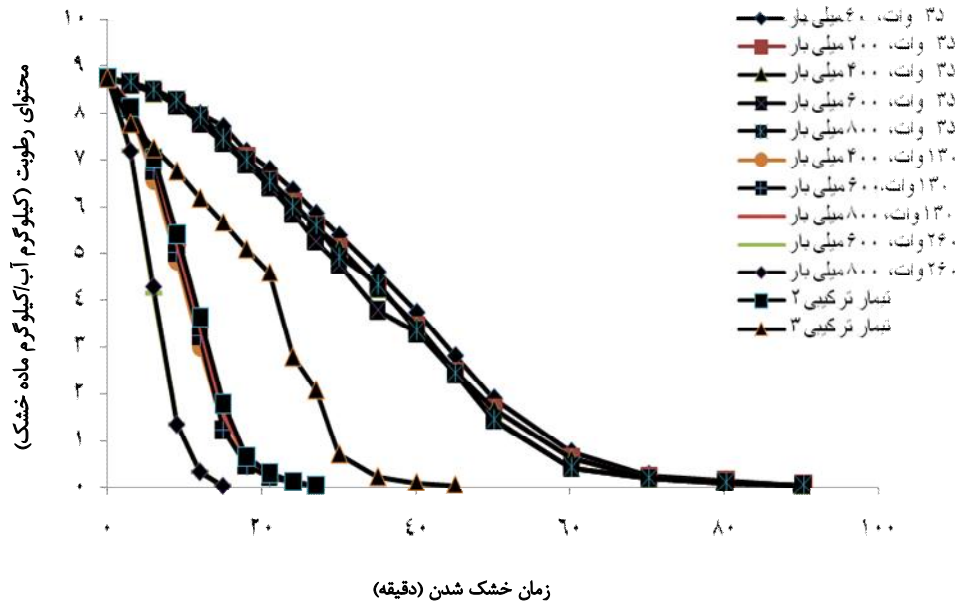 ۱۰
۹
۸
۷
۶
۵
۴
۳
۲
۱
۰
۰
۲۰
۴۰
۶۰
۸۰
۱۰۰
محتوای رطوبت (کیلوگرم آب/کیلوگرم ماده خشک)
زمان خشک شدن (دقیقه)
۳۵ وات، ۶۰ میلی بار
۳۵ وات، ۲۰۰ میلی بار
۳۵ وات، ۴۰۰ میلی بار
۳۵ وات، ۶۰۰ میلی بار
۳۵ وات، ۸۰۰ میلی بار
۱۳۰ وات، ۴۰۰ میلی بار
۱۳۰ وات، ۶۰۰ میلی بار
۱۳۰ وات، ۸۰۰ میلی بار
۲۶۰ وات، ۶۰۰ میلی بار
۲۶۰ وات، ۸۰۰ میلی بار
تیمار ترکیبی ۲
تیمار ترکیبی ۳